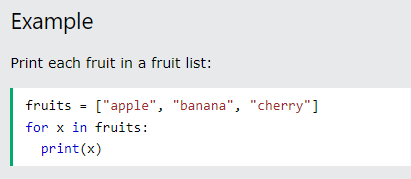 Example
Print each fruit in a fruit list:
fruits = ["apple", "banana", "cherry"]
for x in fruits:
  print(x)